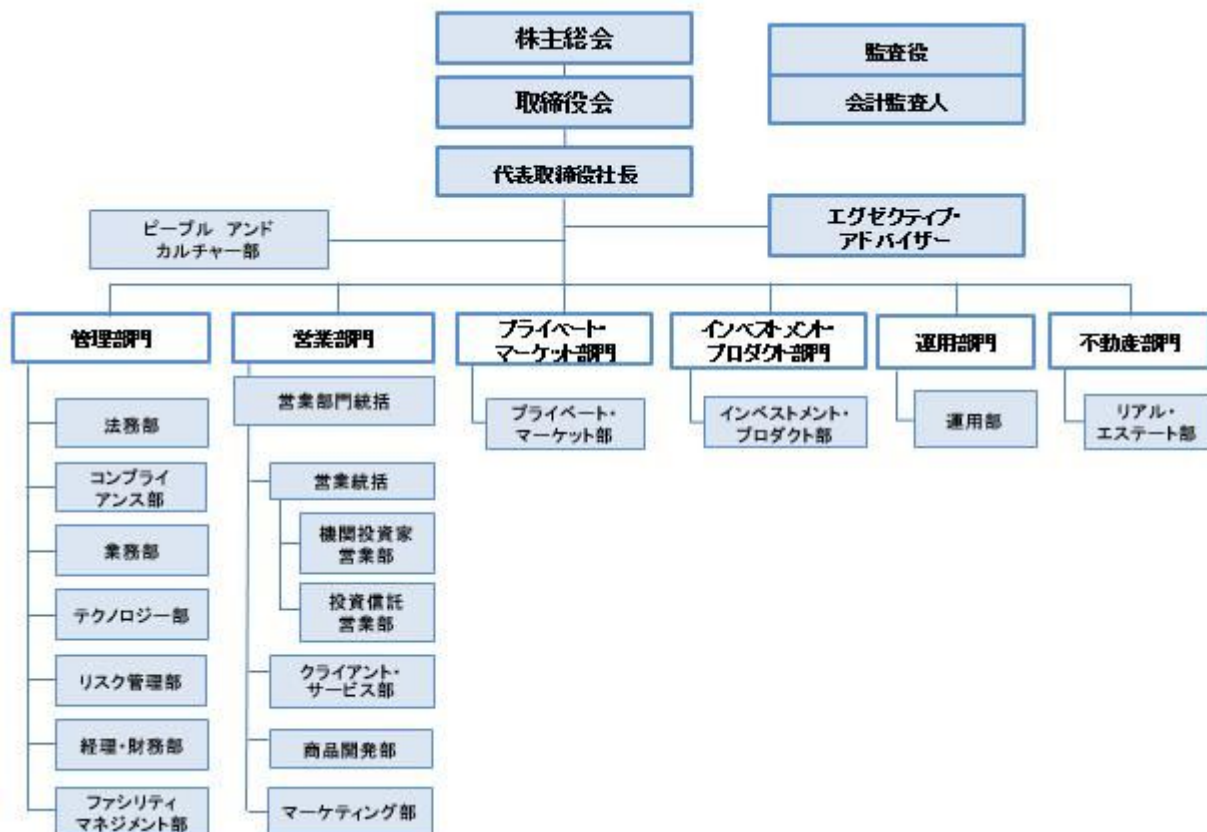 株主総会
監査役
取締役会
会計監査人
代表取締役社長
ピープル アンド
カルチャー部
エグゼクティブ・
アドバイザー
管理部門
営業部門
プライベート・
マーケット部門
インベストメント・
プロダクト部門
運用部門
不動産部門
法務部
コンプライ
アンス部
業務部
テクノロジー部
リスク管理部
経理・財務部
ファシリティ
マネジメント部
営業部門統括
営業統括
機関投資家
営業部
投資信託
営業部
クライアント・
サービス部
商品開発部
マーケティング部
プライベート・
マーケット部
インベストメント・
プロダクト部
運用部
リアル・
エステート部